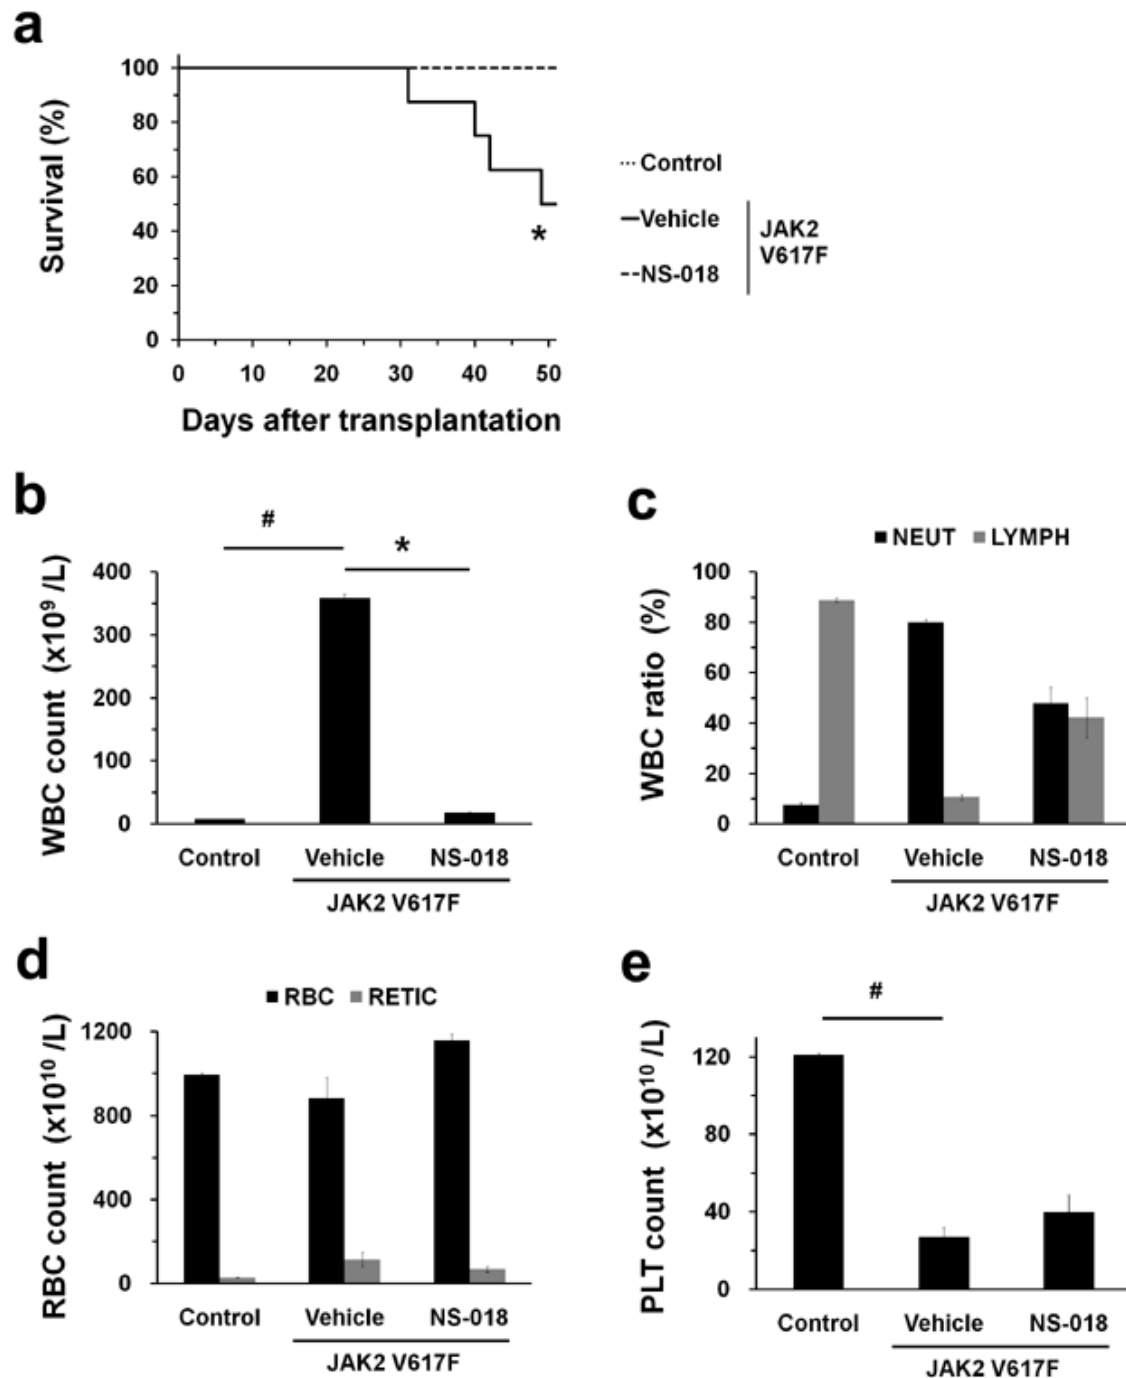 a
Survival (%)
100
80
60
40
20
0
0 10 20 30 40 50
Days after transplantation
*
Control
Vehicle
NS-018
JAK2
V617F
b
WBC count (x10⁹ /L)
# *
400
300
200
100
0
Control Vehicle NS-018
JAK2 V617F
c
NEUT LYMPH
WBC ratio (%)
100
80
60
40
20
0
Control Vehicle NS-018
JAK2 V617F
d
RBC RETIC
RBC count (x10¹⁰ /L)
1200
800
400
0
Control Vehicle NS-018
JAK2 V617F
e
#
PLT count (x10¹⁰ /L)
120
80
40
0
Control Vehicle NS-018
JAK2 V617F